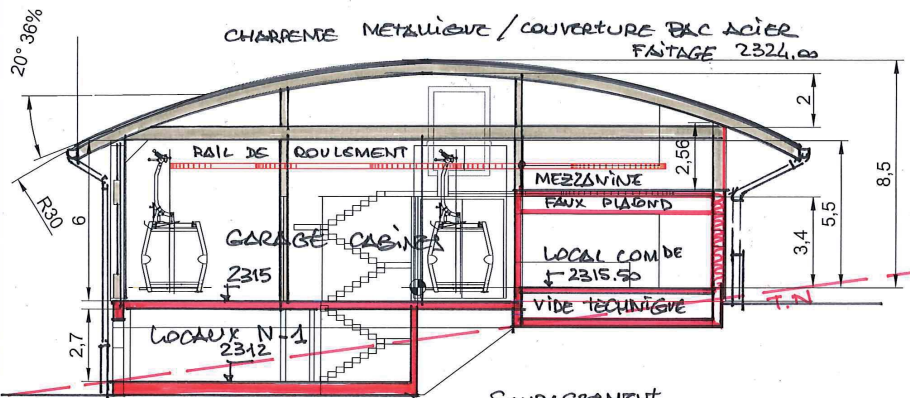 CHARPENTE METALLIQUE / COUVERTURE BAC ACIER
FAITAGE 2324.00
20° 36%
2
RAIL DE ROULEMENT
2,56
8,5
MEZZANINE
R30
6
FAUX PLAFOND
5,5
3,4
GARAGE CABINES
LOCAL COMDE
2315
2315.50
VIDE TECHNIQUE
T.N
LOCAUX N-1
2,7
2312